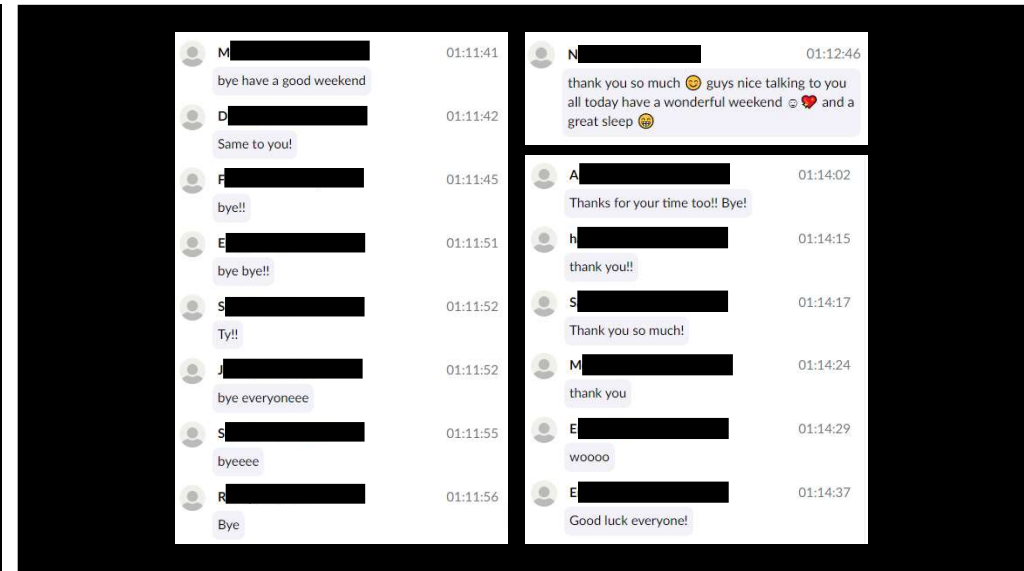 M 01:11:41
bye have a good weekend
D 01:11:42
Same to you!
F 01:11:45
bye!!
E 01:11:51
bye bye!!
S 01:11:52
Ty!!
J 01:11:52
bye everyoneee
S 01:11:55
byeeee
R 01:11:56
Bye
N 01:12:46
thank you so much 😊 guys nice talking to you
all today have a wonderful weekend ☺ 💖 and a
great sleep 😁
A 01:14:02
Thanks for your time too!! Bye!
h 01:14:15
thank you!!
S 01:14:17
Thank you so much!
M 01:14:24
thank you
E 01:14:29
woooo
E 01:14:37
Good luck everyone!